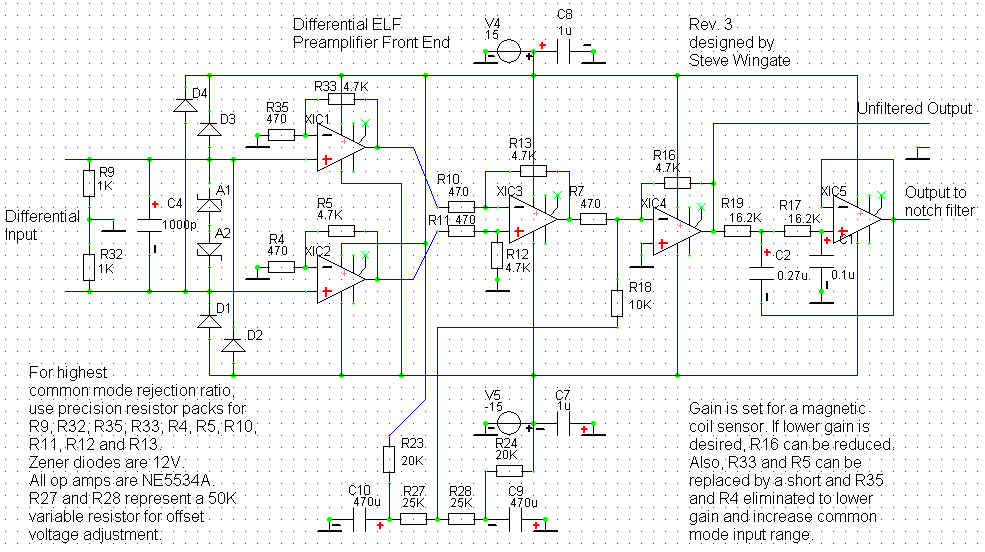 Differential ELF
Preamplifier Front End
V4
15
C8
1u
Rev. 3
designed by
Steve Wingate
D4
D3
R35
470
R33 4.7K
XIC1
R9
1K
C4
1000p
A1
A2
R32
1K
Differential
Input
R5
4.7K
R4
470
XIC2
D1
D2
R10
470
R11 470
R13
4.7K
XIC3
R12
4.7K
R7
470
R16
4.7K
XIC4
R18
10K
R19
16.2K
R17
16.2K
XIC5
C2
0.27u
C1
0.1u
Unfiltered Output
Output to
notch filter
For highest
common mode rejection ratio,
use precision resistor packs for
R9, R32, R35, R33, R4, R5, R10,
R11, R12 and R13.
Zener diodes are 12V.
All op amps are NE5534A.
R27 and R28 represent a 50K
variable resistor for offset
voltage adjustment.
V5
-15
C7
1u
R23
20K
R24
20K
C10
470u
R27
25K
R28
25K
C9
470u
Gain is set for a magnetic
coil sensor. If lower gain is
desired, R16 can be reduced.
Also, R33 and R5 can be
replaced by a short and R35
and R4 eliminated to lower
gain and increase common
mode input range.